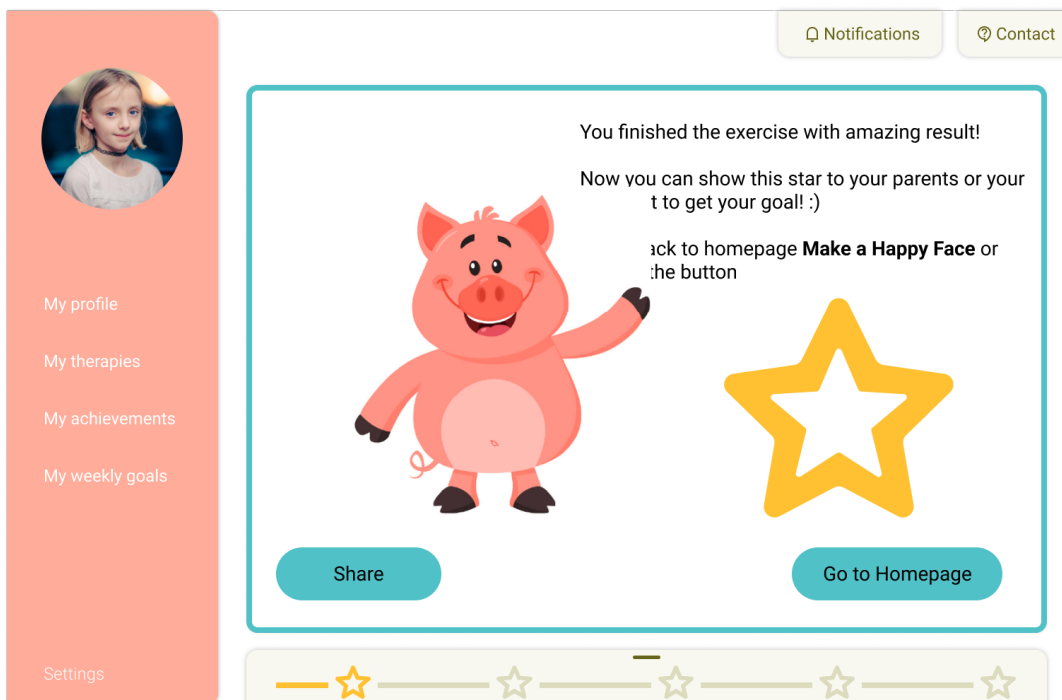 Notifications
Contact
You finished the exercise with amazing result!
Now you can show this star to your parents or your
t to get your goal! :)
ack to homepage Make a Happy Face or
the button
My profile
My therapies
My achievements
My weekly goals
Share
Go to Homepage
Settings